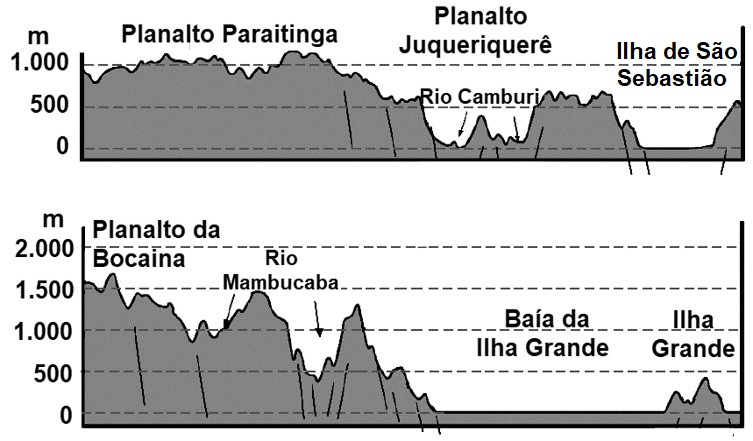 m
Planalto Paraitinga
Planalto
Juqueriquerê
Ilha de São
Sebastião
1.000
Rio Camburi
500
0
m
Planalto da
Bocaina
2.000
Rio
Mambucaba
1.500
1.000
Baía da
Ilha Grande
Ilha
Grande
500
0